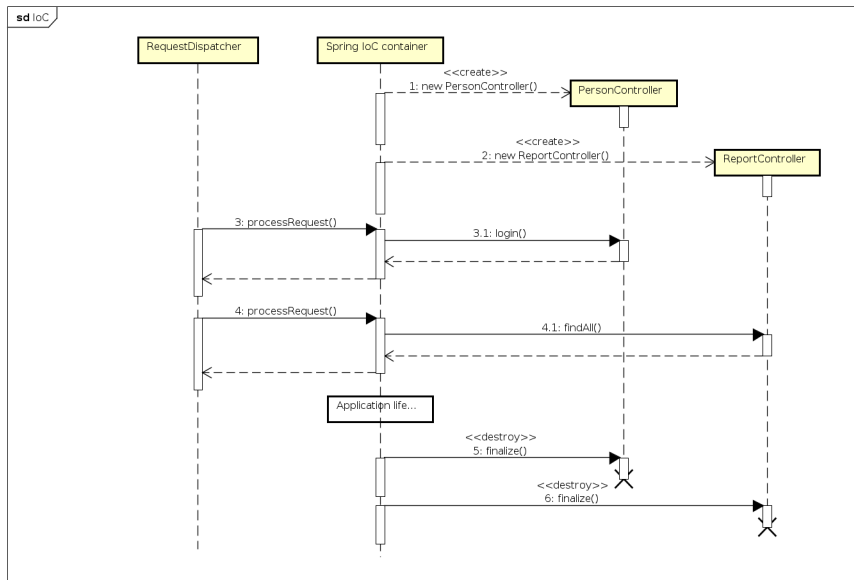 sd IoC
RequestDispatcher
Spring IoC container
<<create>>
1: new PersonController()
PersonController
<<create>>
2: new ReportController()
ReportController
3: processRequest()
3.1: login()
4: processRequest()
4.1: findAll()
Application life...
<<destroy>>
5: finalize()
<<destroy>>
6: finalize()